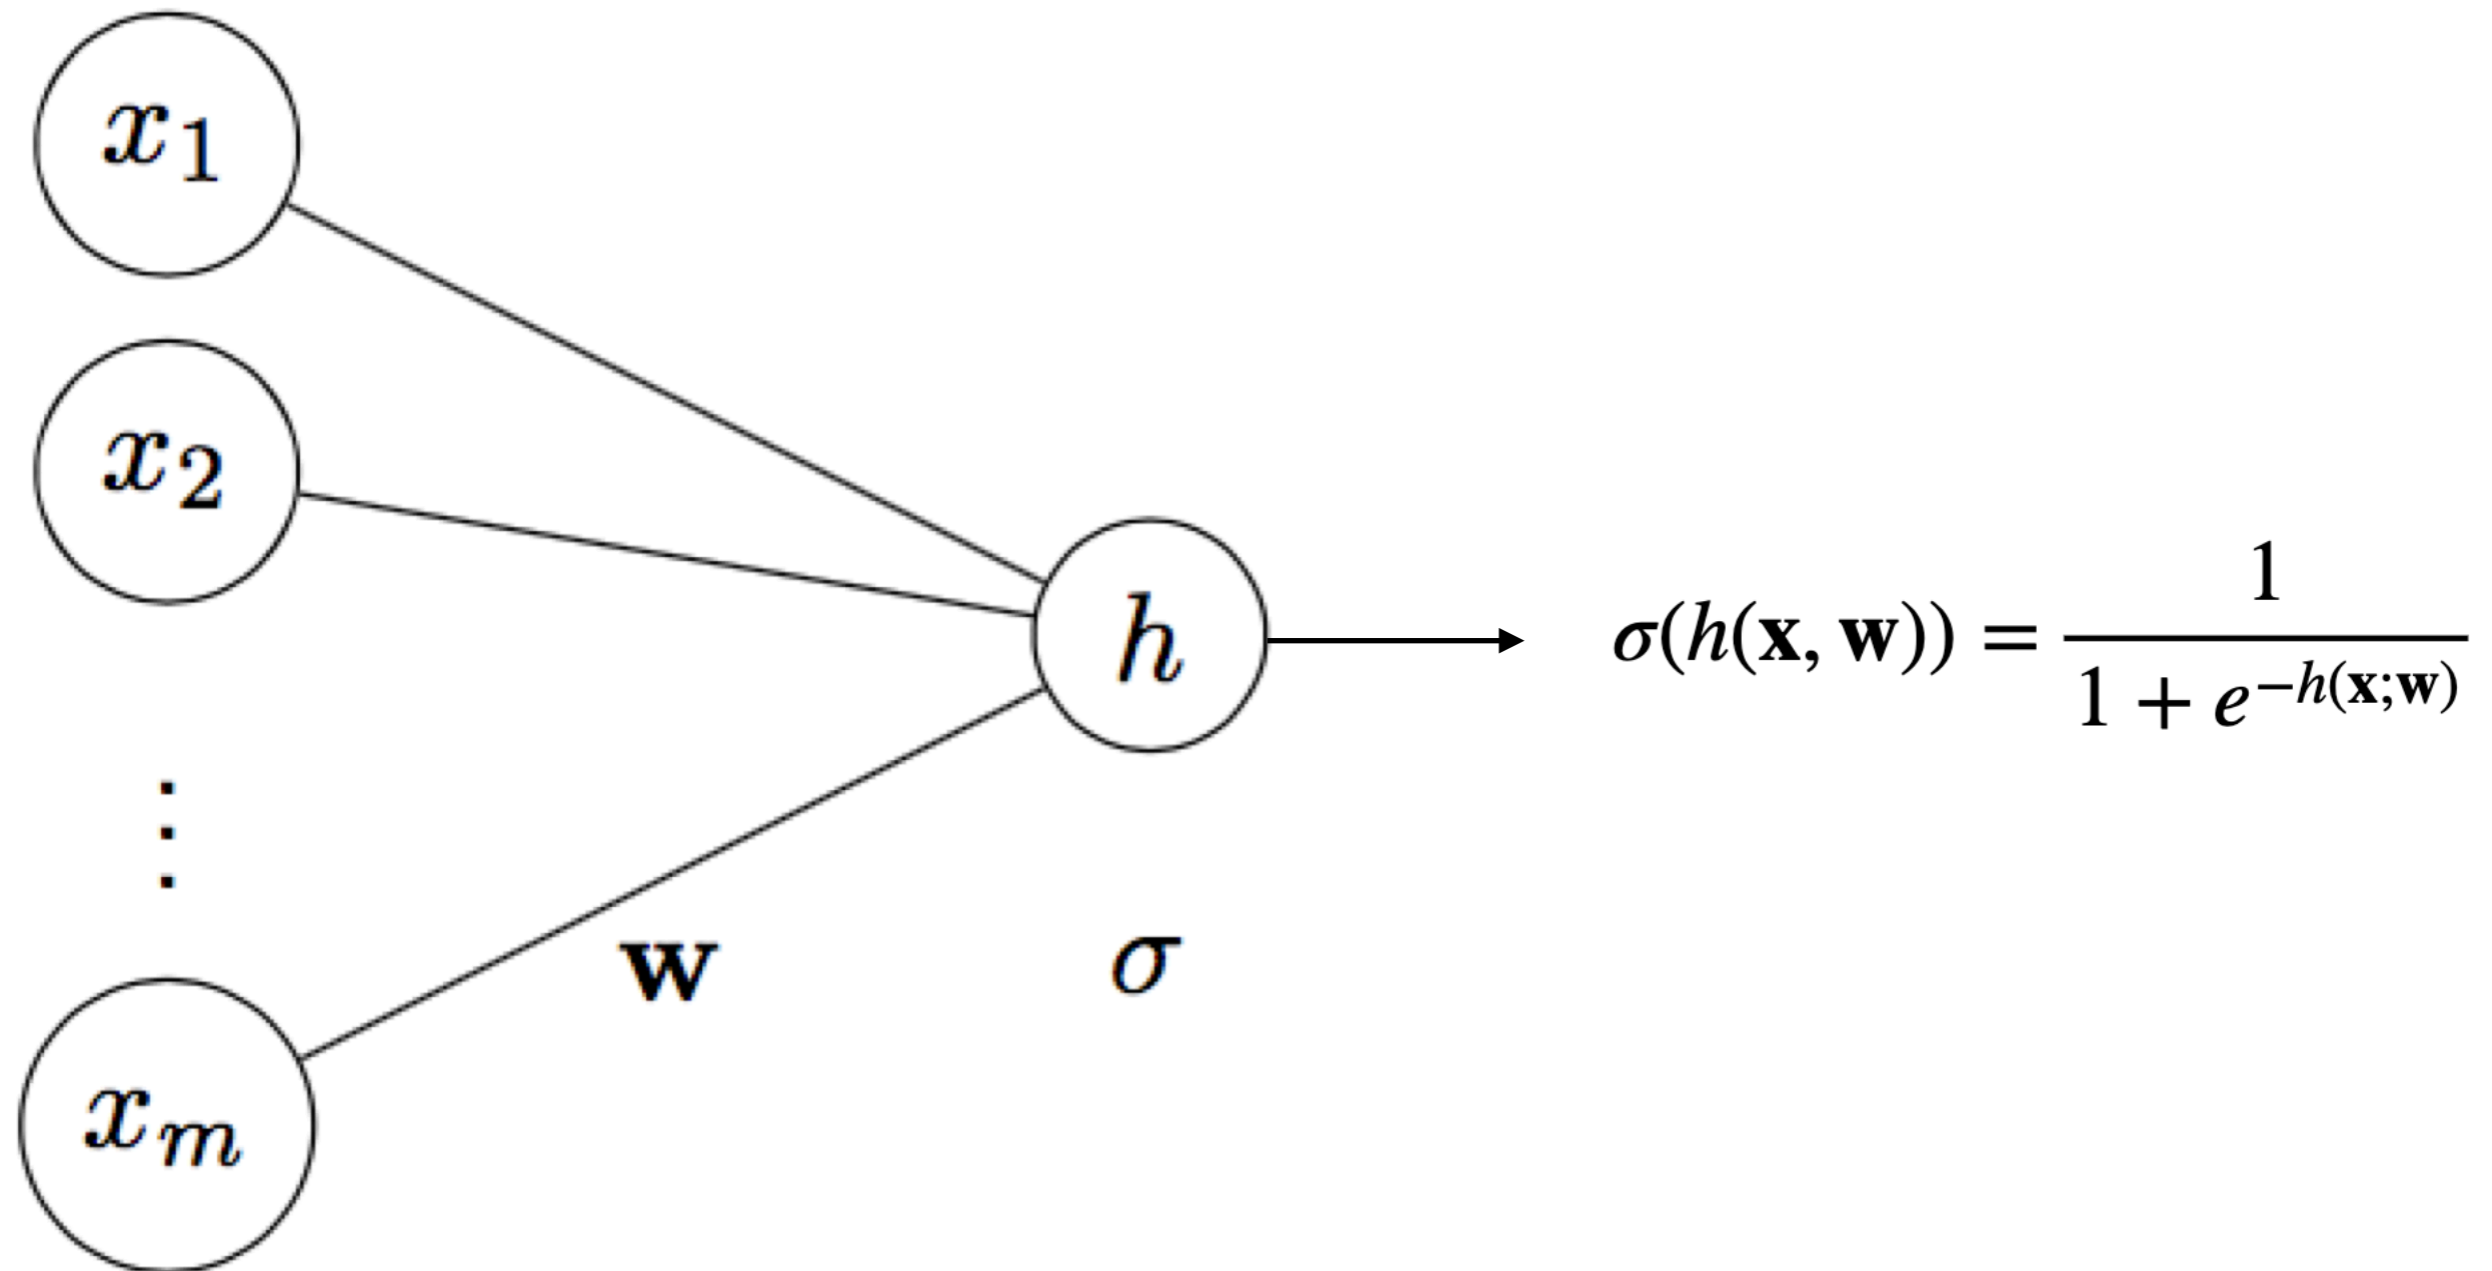 x₁
x₂
⋮
xₘ
w
h
σ
σ(h(𝐱, 𝐰)) = 1 / (1 + e^{−h(𝐱;𝐰)})